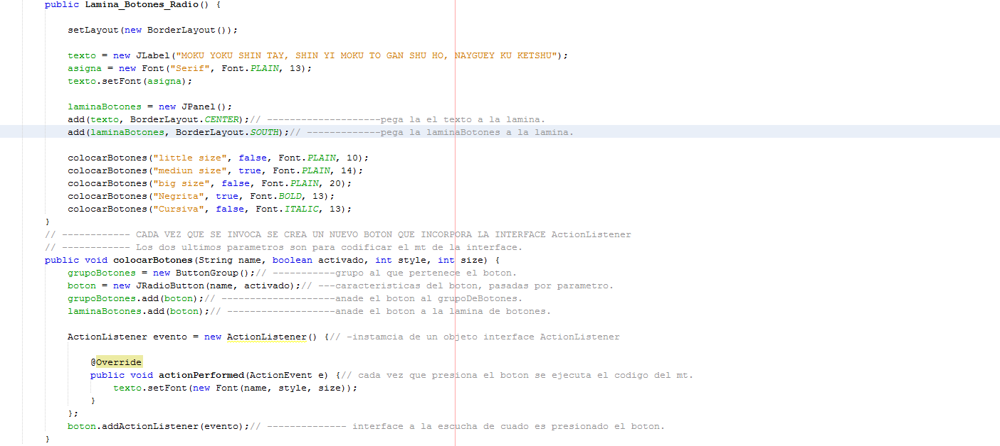 public Lamina_Botones_Radio() {
setLayout(new BorderLayout());
texto = new JLabel("MOKU YOKU SHIN TAY, SHIN YI MOKU TO GAN SHU HO, NAYGUEY KU KETSHU");
asigna = new Font("Serif", Font.PLAIN, 13);
texto.setFont(asigna);
laminaBotones = new JPanel();
add(texto, BorderLayout.CENTER);// --------------------pega la el texto a la lamina.
add(laminaBotones, BorderLayout.SOUTH);// -------------pega la laminaBotones a la lamina.
colocarBotones("little size", false, Font.PLAIN, 10);
colocarBotones("mediun size", true, Font.PLAIN, 14);
colocarBotones("big size", false, Font.PLAIN, 20);
colocarBotones("Negrita", true, Font.BOLD, 13);
colocarBotones("Cursiva", false, Font.ITALIC, 13);
}
// ------------ CADA VEZ QUE SE INVOCA SE CREA UN NUEVO BOTON QUE INCORPORA LA INTERFACE ActionListener
// ------------ Los dos ultimos parametros son para codificar el mt de la interface.
public void colocarBotones(String name, boolean activado, int style, int size) {
grupoBotones = new ButtonGroup();// -----------grupo al que pertenece el boton.
boton = new JRadioButton(name, activado);// ---caracteristicas del boton, pasadas por parametro.
grupoBotones.add(boton);// --------------------anade el boton al grupoDeBotones.
laminaBotones.add(boton);// -------------------anade el boton a la lamina de botones.
ActionListener evento = new ActionListener() {// -instamcia de un objeto interface ActionListener
@Override
public void actionPerformed(ActionEvent e) {// cada vez que presiona el boton se ejecuta el codigo del mt.
texto.setFont(new Font(name, style, size));
}
};
boton.addActionListener(evento);// -------------- interface a la escucha de cuado es presionado el boton.
}